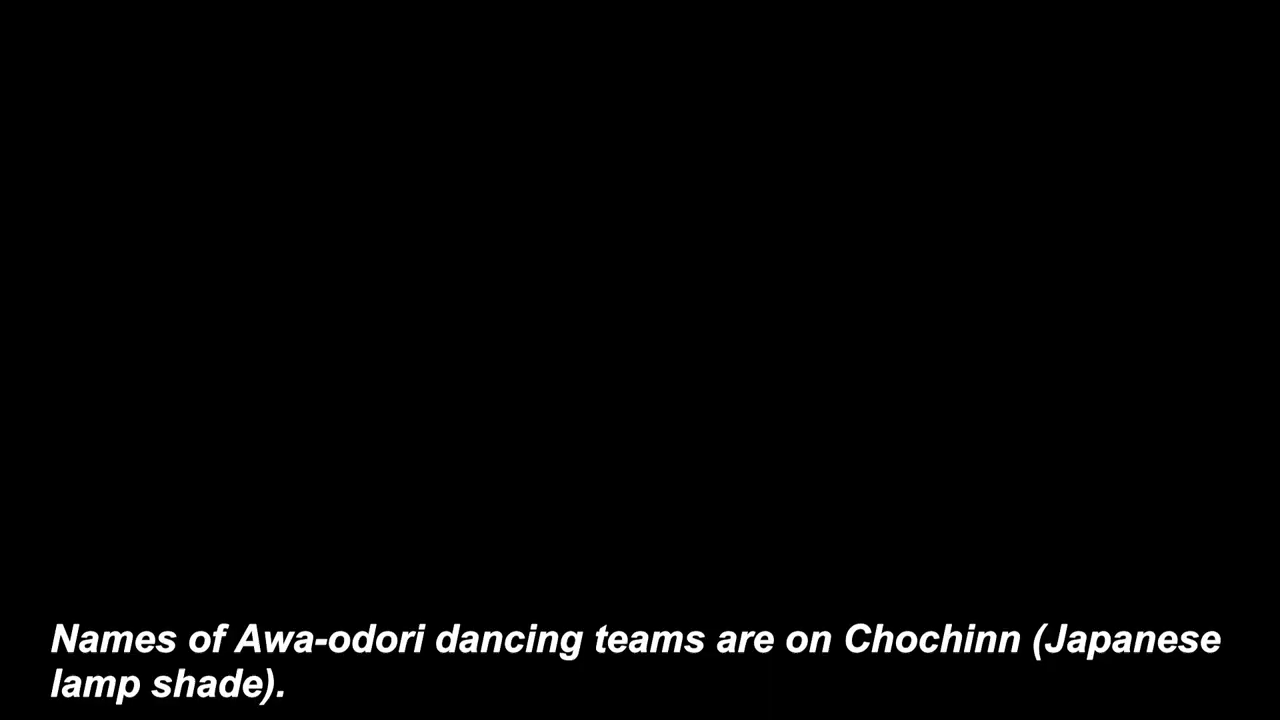 Names of Awa-odori dancing teams are on Chochinn (Japanese
lamp shade).